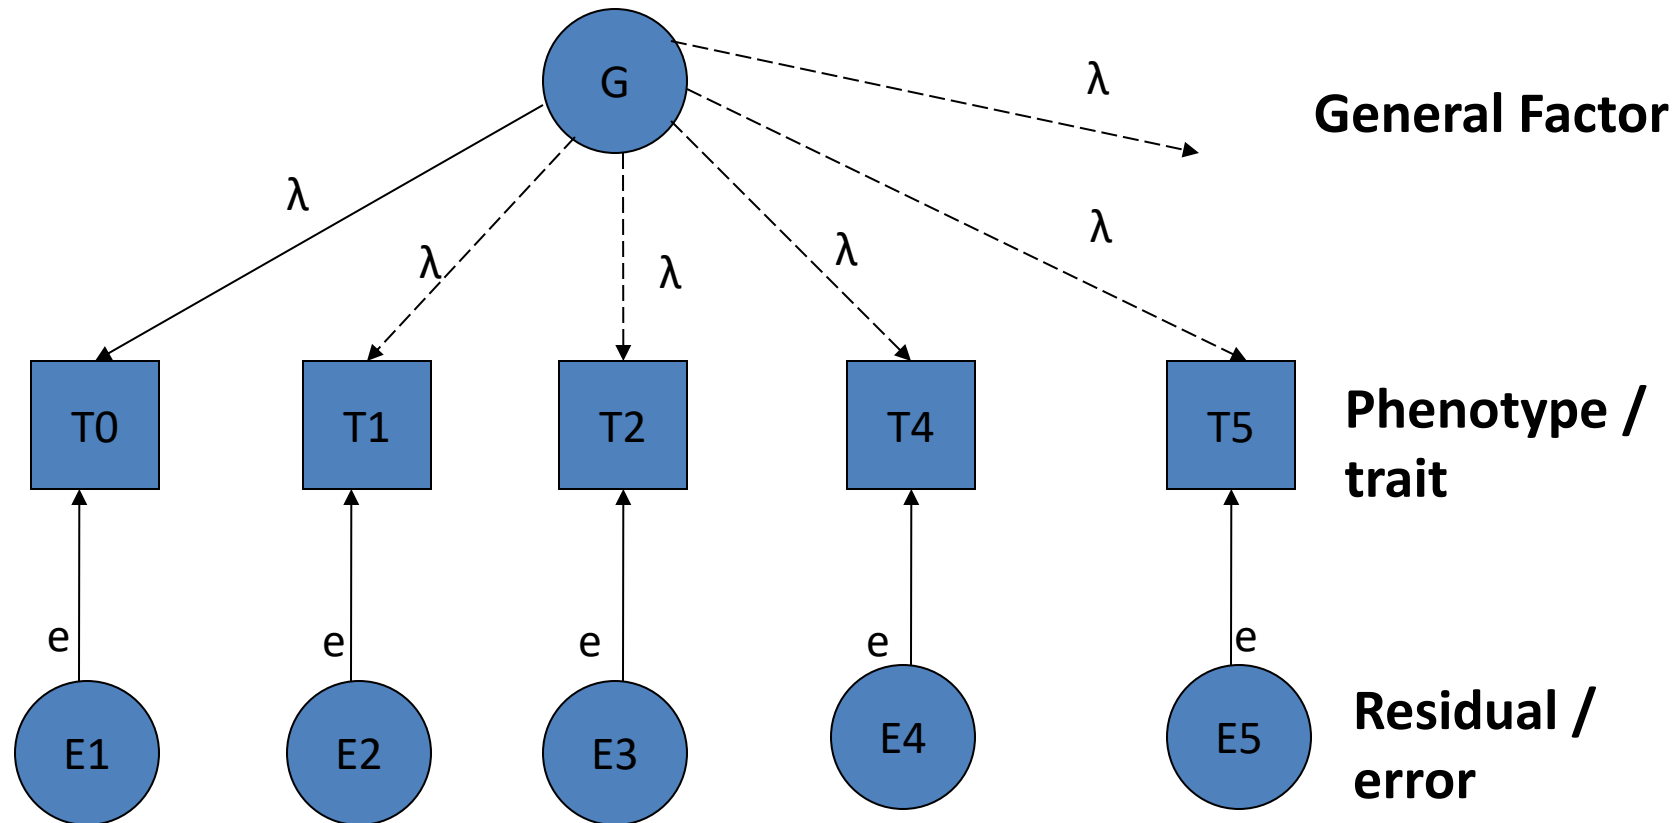 G
λ
General Factor
λ
λ
λ
λ
λ
T0
T1
T2
T4
T5
Phenotype /
trait
e
e
e
e
e
E1
E2
E3
E4
E5
Residual /
error